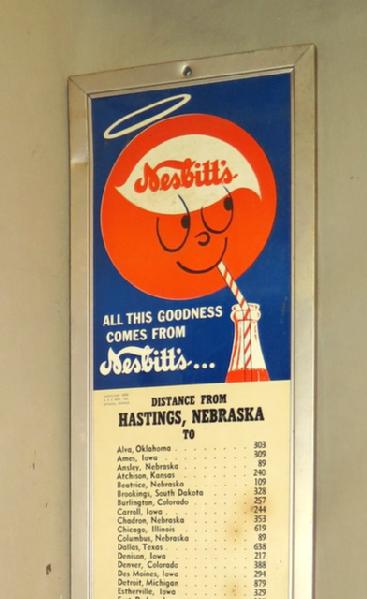 Nesbitt's
ALL THIS GOODNESS
COMES FROM
Nesbitt's...
DISTANCE FROM
HASTINGS, NEBRASKA
TO
Alva, Oklahoma 303
Ames, Iowa 309
Ansley, Nebraska 89
Atchison, Kansas 240
Beatrice, Nebraska 109
Brookings, South Dakota 328
Burlington, Colorado 257
Carroll, Iowa 244
Chadron, Nebraska 353
Chicago, Illinois 619
Columbus, Nebraska 89
Dallas, Texas 638
Denison, Iowa 217
Denver, Colorado 388
Des Moines, Iowa 294
Detroit, Michigan 879
Estherville, Iowa 329